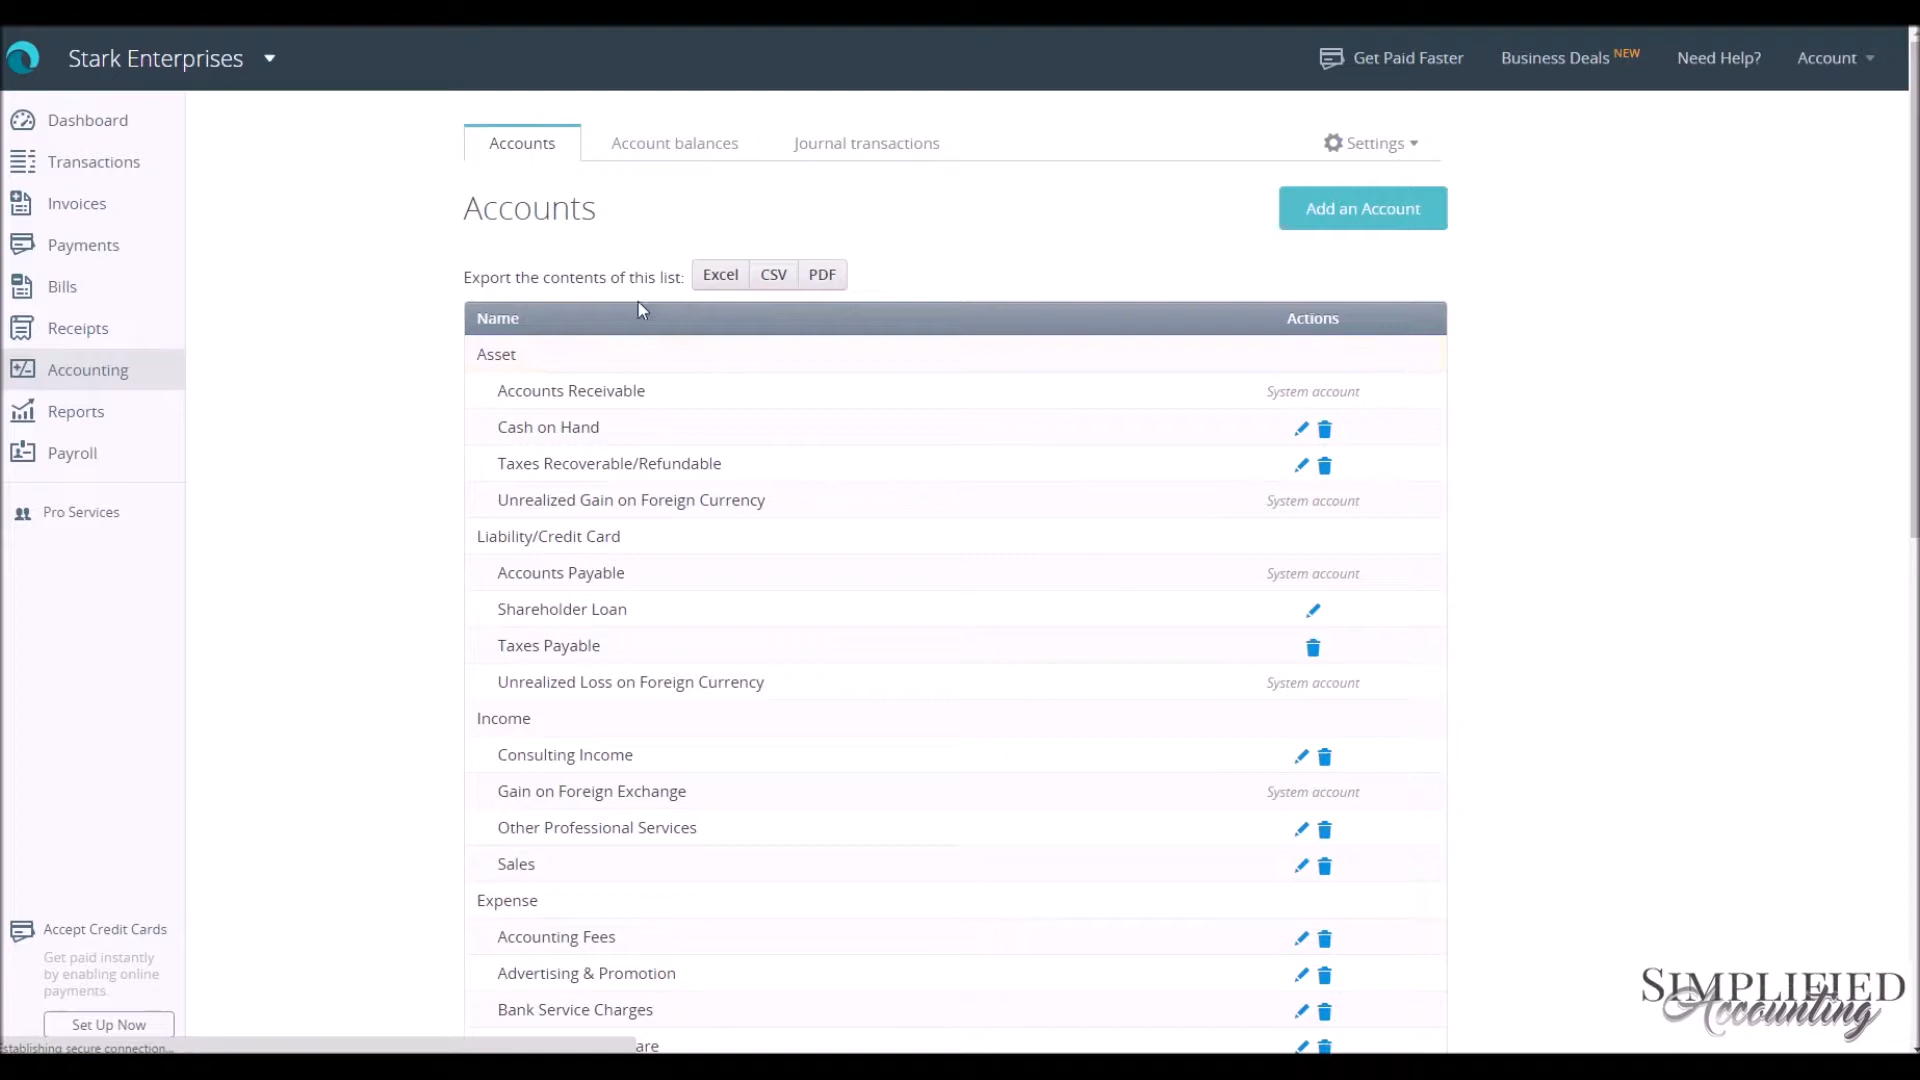 Stark Enterprises
Get Paid Faster
Business Deals NEW
Need Help?
Account
Dashboard
Transactions
Invoices
Payments
Bills
Receipts
Accounting
Reports
Payroll
Pro Services
Accept Credit Cards
Get paid instantly
by enabling online
payments.
Set Up Now
Accounts
Account balances
Journal transactions
Settings
Accounts
Add an Account
Export the contents of this list:
Excel
CSV
PDF
Name Actions
Asset
Accounts Receivable System account
Cash on Hand
Taxes Recoverable/Refundable
Unrealized Gain on Foreign Currency System account
Liability/Credit Card
Accounts Payable System account
Shareholder Loan
Taxes Payable
Unrealized Loss on Foreign Currency System account
Income
Consulting Income
Gain on Foreign Exchange System account
Other Professional Services
Sales
Expense
Accounting Fees
Advertising & Promotion
Bank Service Charges
SIMPLIFIED
Accounting